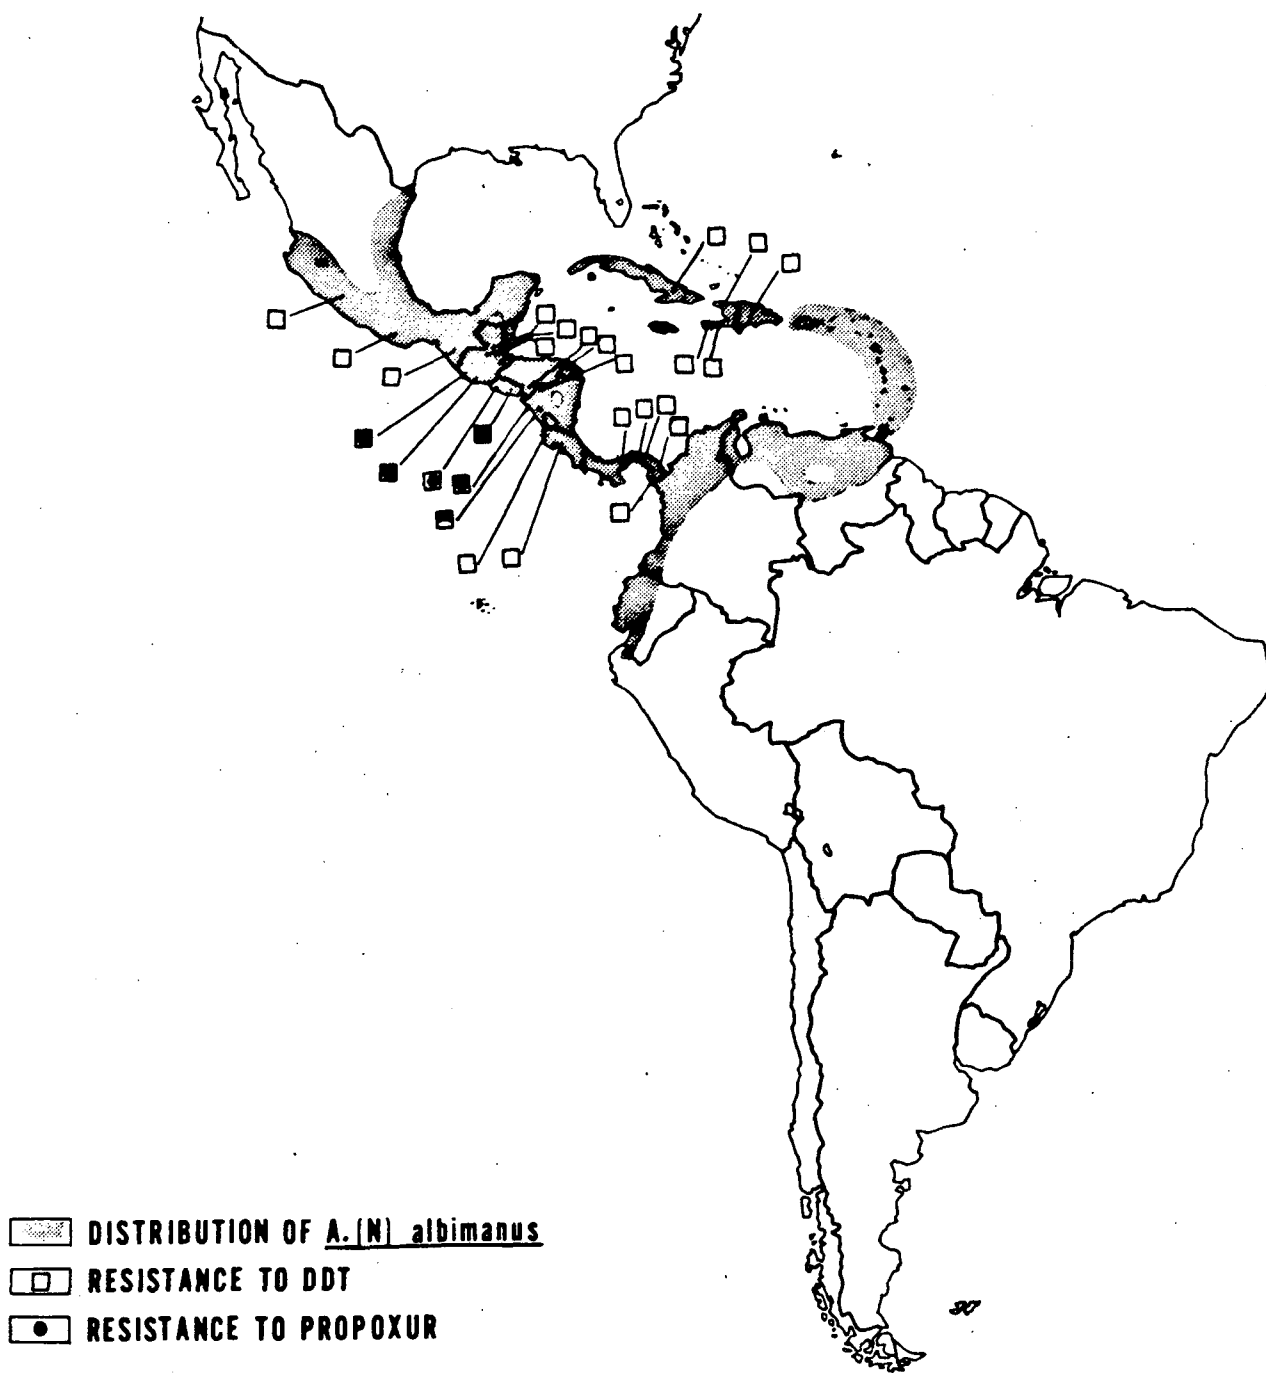 DISTRIBUTION OF A.(N) albimanus
RESISTANCE TO DDT
RESISTANCE TO PROPOXUR